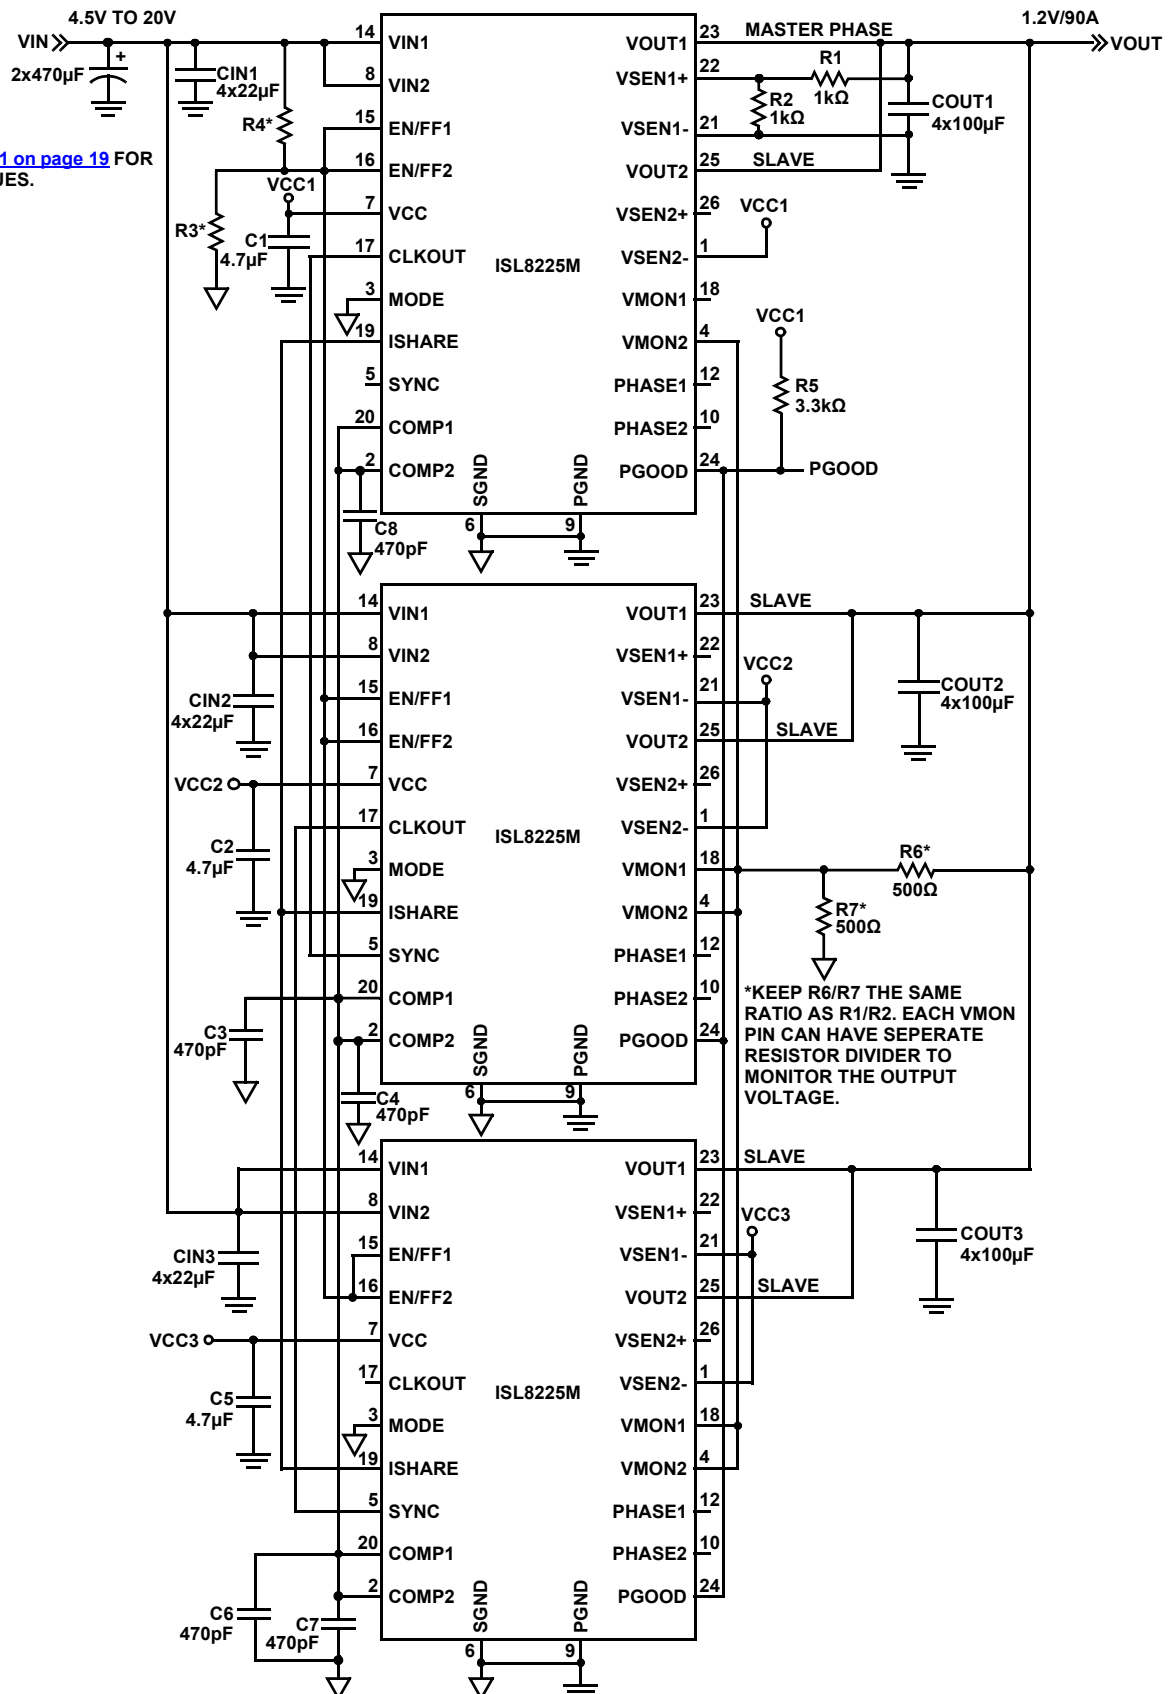 4.5V TO 20V
1.2V/90A
VIN
VOUT
2x470µF
+
CIN1
4x22µF
R4*
1 on page 19 FOR
UES.
R3*
VCC1
C1
4.7µF
14
VIN1
8
VIN2
15
EN/FF1
16
EN/FF2
7
VCC
17
CLKOUT
3
MODE
19
ISHARE
5
SYNC
20
COMP1
2
COMP2
ISL8225M
SGND
PGND
6
9
C8
470pF
VOUT1
23
MASTER PHASE
VSEN1+
22
R1
1kΩ
R2
1kΩ
COUT1
4x100µF
VSEN1-
21
VOUT2
25
SLAVE
VSEN2+
26
VCC1
VSEN2-
1
VMON1
18
VCC1
VMON2
4
PHASE1
12
R5
3.3kΩ
PHASE2
10
PGOOD
24
PGOOD
14
VIN1
8
VIN2
15
EN/FF1
CIN2
4x22µF
16
EN/FF2
VCC2
7
VCC
17
CLKOUT
C2
4.7µF
3
MODE
19
ISHARE
5
SYNC
20
COMP1
C3
470pF
2
COMP2
C4
470pF
ISL8225M
SGND
PGND
6
9
VOUT1
23
SLAVE
VSEN1+
22
VCC2
VSEN1-
21
COUT2
4x100µF
VOUT2
25
SLAVE
VSEN2+
26
VSEN2-
1
VMON1
18
R6*
500Ω
VMON2
4
R7*
500Ω
PHASE1
12
PHASE2
10
PGOOD
24
*KEEP R6/R7 THE SAME
RATIO AS R1/R2. EACH VMON
PIN CAN HAVE SEPERATE
RESISTOR DIVIDER TO
MONITOR THE OUTPUT
VOLTAGE.
14
VIN1
8
VIN2
CIN3
4x22µF
15
EN/FF1
16
EN/FF2
VCC3
7
VCC
17
CLKOUT
C5
4.7µF
3
MODE
19
ISHARE
5
SYNC
20
COMP1
2
COMP2
C6
470pF
C7
470pF
ISL8225M
SGND
PGND
6
9
VOUT1
23
SLAVE
VSEN1+
22
VCC3
VSEN1-
21
COUT3
4x100µF
VOUT2
25
SLAVE
VSEN2+
26
VSEN2-
1
VMON1
18
VMON2
4
PHASE1
12
PHASE2
10
PGOOD
24